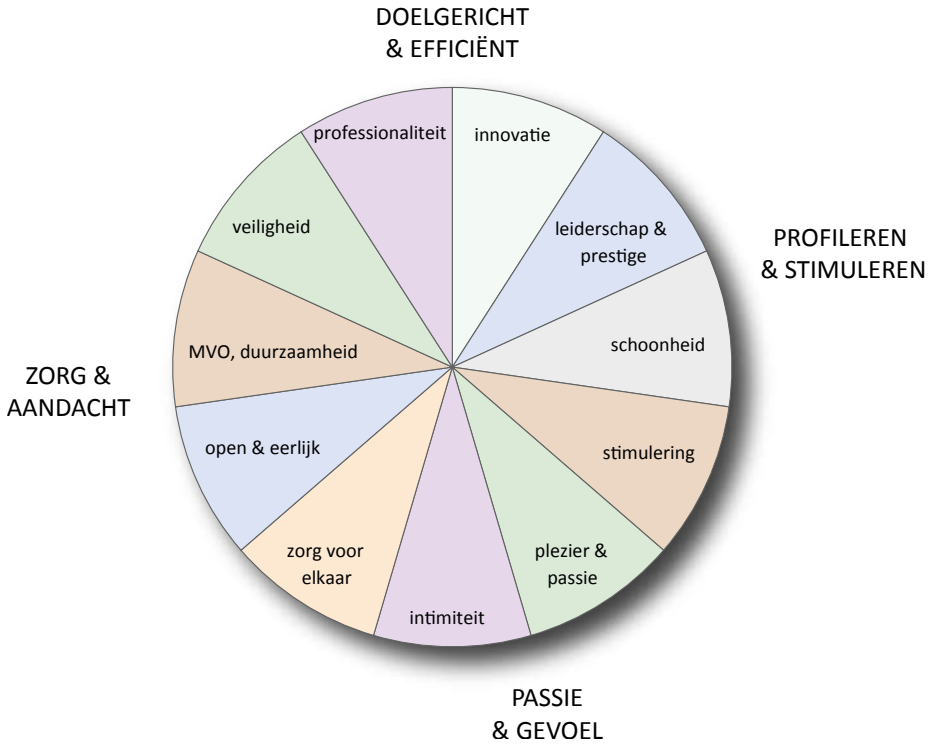 DOELGERICHT
& EFFICIËNT
professionaliteit
innovatie
leiderschap &
prestige
veiligheid
PROFILEREN
& STIMULEREN
schoonheid
MVO, duurzaamheid
ZORG &
AANDACHT
stimulering
open & eerlijk
plezier &
passie
zorg voor
elkaar
intimiteit
PASSIE
& GEVOEL